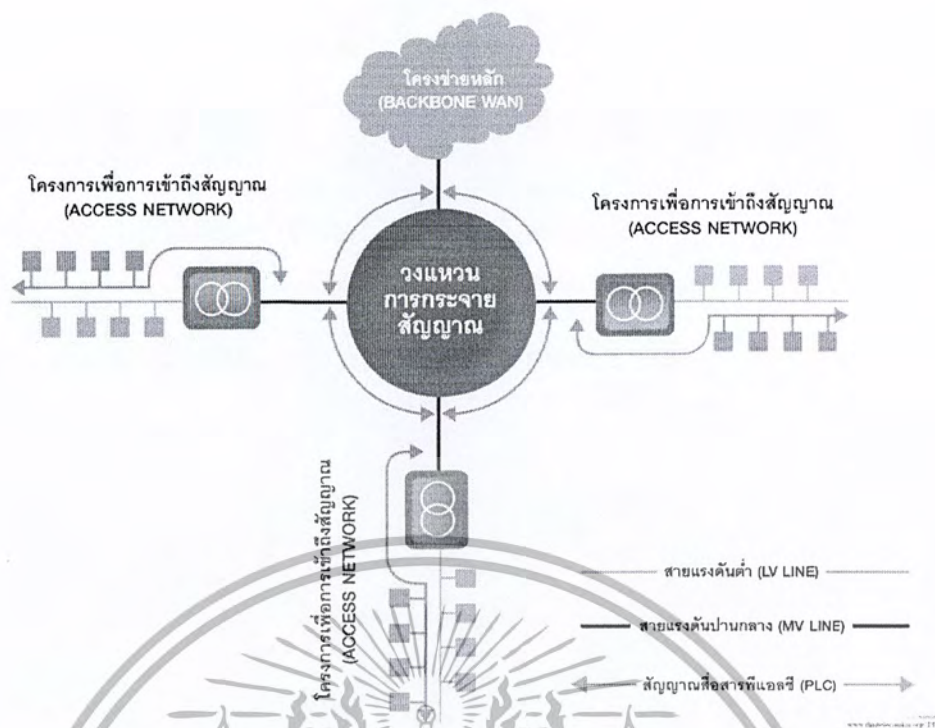 โครงข่ายหลัก
(BACKBONE WAN)
โครงการเพื่อการเข้าถึงสัญญาณ
(ACCESS NETWORK)
โครงการเพื่อการเข้าถึงสัญญาณ
(ACCESS NETWORK)
วงแหวน
การกระจาย
สัญญาณ
โครงการเพื่อการเข้าถึงสัญญาณ
(ACCESS NETWORK)
สายแรงดันต่ำ (LV LINE)
สายแรงดันปานกลาง (MV LINE)
สัญญาณสื่อสารพีแอลซี (PLC)